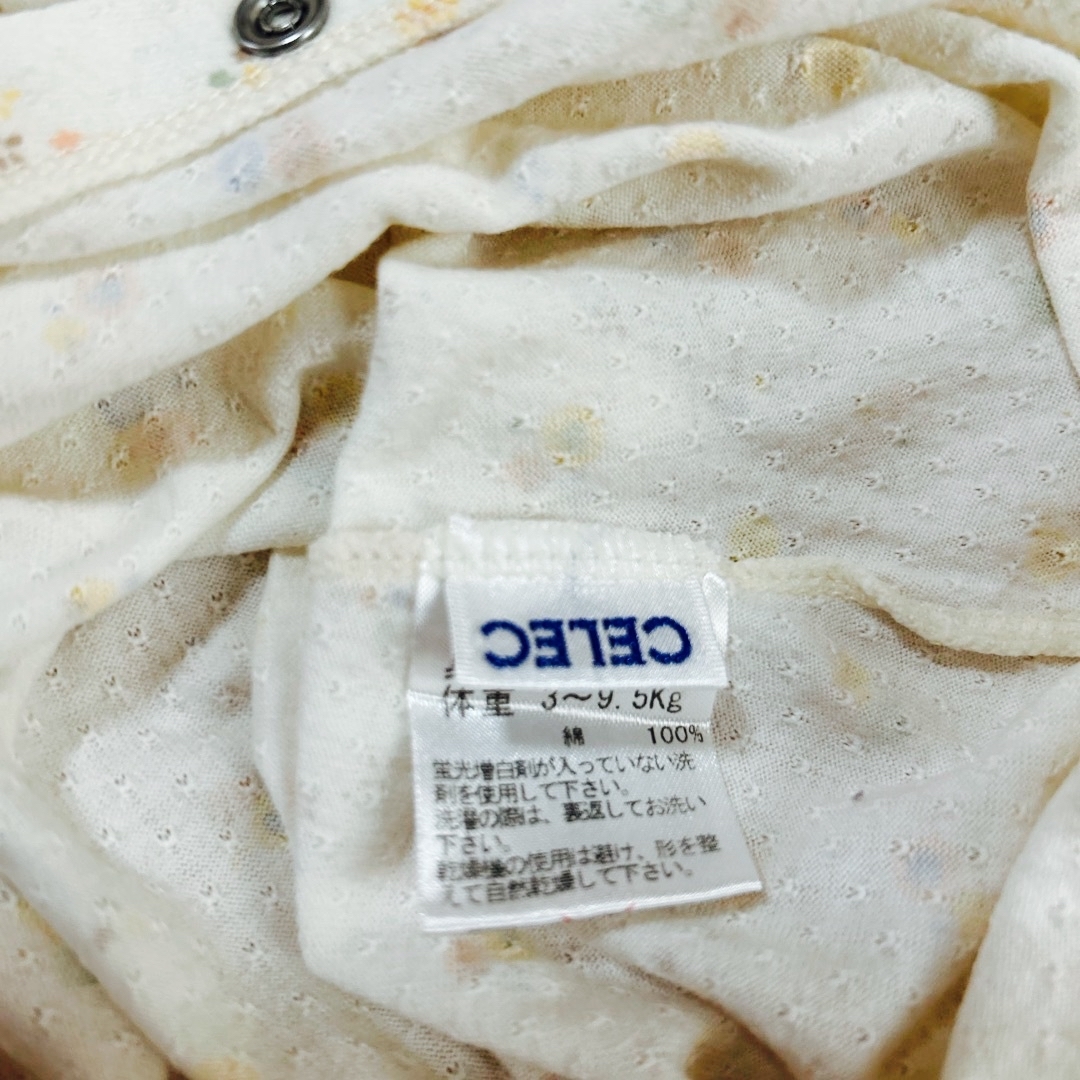 CELEC
体重 3～9.5Kg
綿 100%
蛍光増白剤が入っていない洗
剤を使用して下さい。
洗濯の際は、裏返してお洗い
下さい。
乾燥機の使用は避け、形を整
えて自然乾燥して下さい。